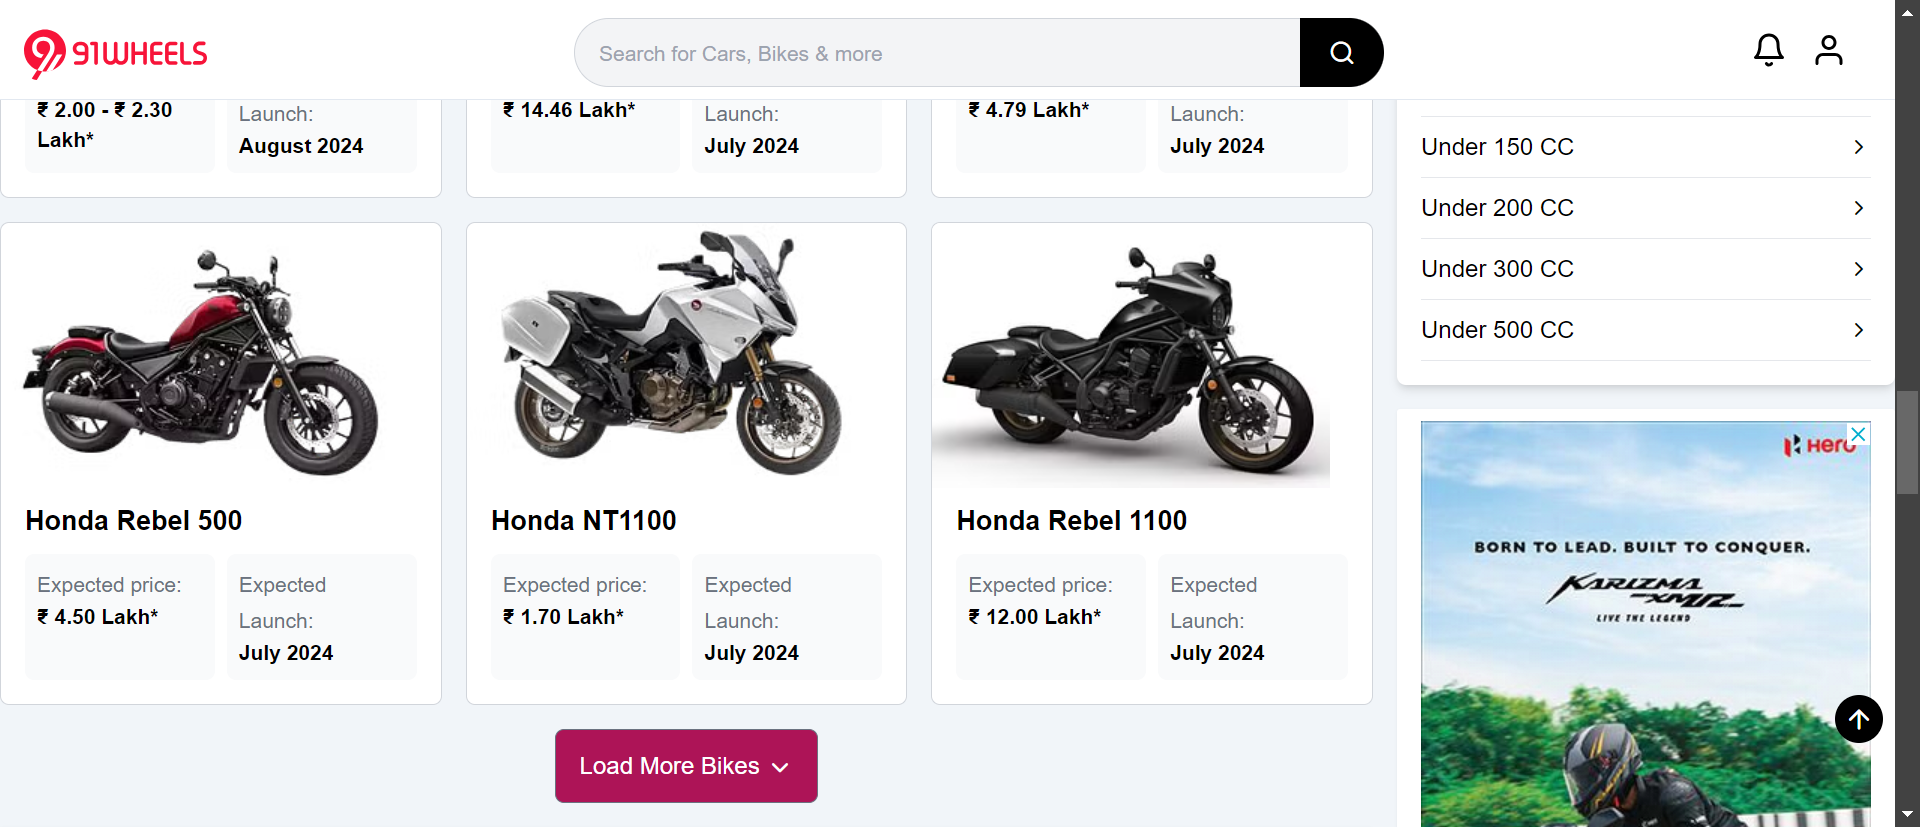 91WHEELS
Search for Cars, Bikes & more
₹ 2.00 - ₹ 2.30
Lakh*
Launch:
August 2024
₹ 14.46 Lakh*
Launch:
July 2024
₹ 4.79 Lakh*
Launch:
July 2024
Honda Rebel 500
Expected price:
₹ 4.50 Lakh*
Expected
Launch:
July 2024
Honda NT1100
Expected price:
₹ 1.70 Lakh*
Expected
Launch:
July 2024
Honda Rebel 1100
Expected price:
₹ 12.00 Lakh*
Expected
Launch:
July 2024
Load More Bikes
Under 150 CC
Under 200 CC
Under 300 CC
Under 500 CC
Hero
BORN TO LEAD. BUILT TO CONQUER.
KARIZMA
XMR
LIVE THE LEGEND